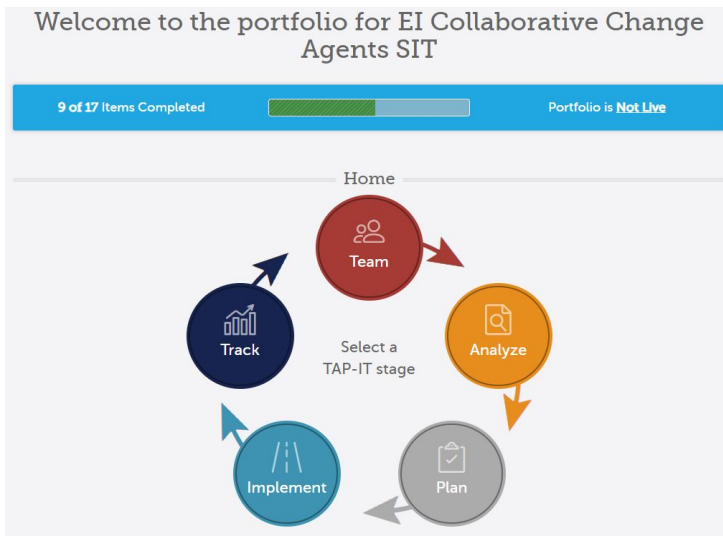 Welcome to the portfolio for EI Collaborative Change
Agents SIT
9 of 17 Items Completed
Portfolio is Not Live
Home
Team
Track
Select a
TAP-IT stage
Analyze
Implement
Plan